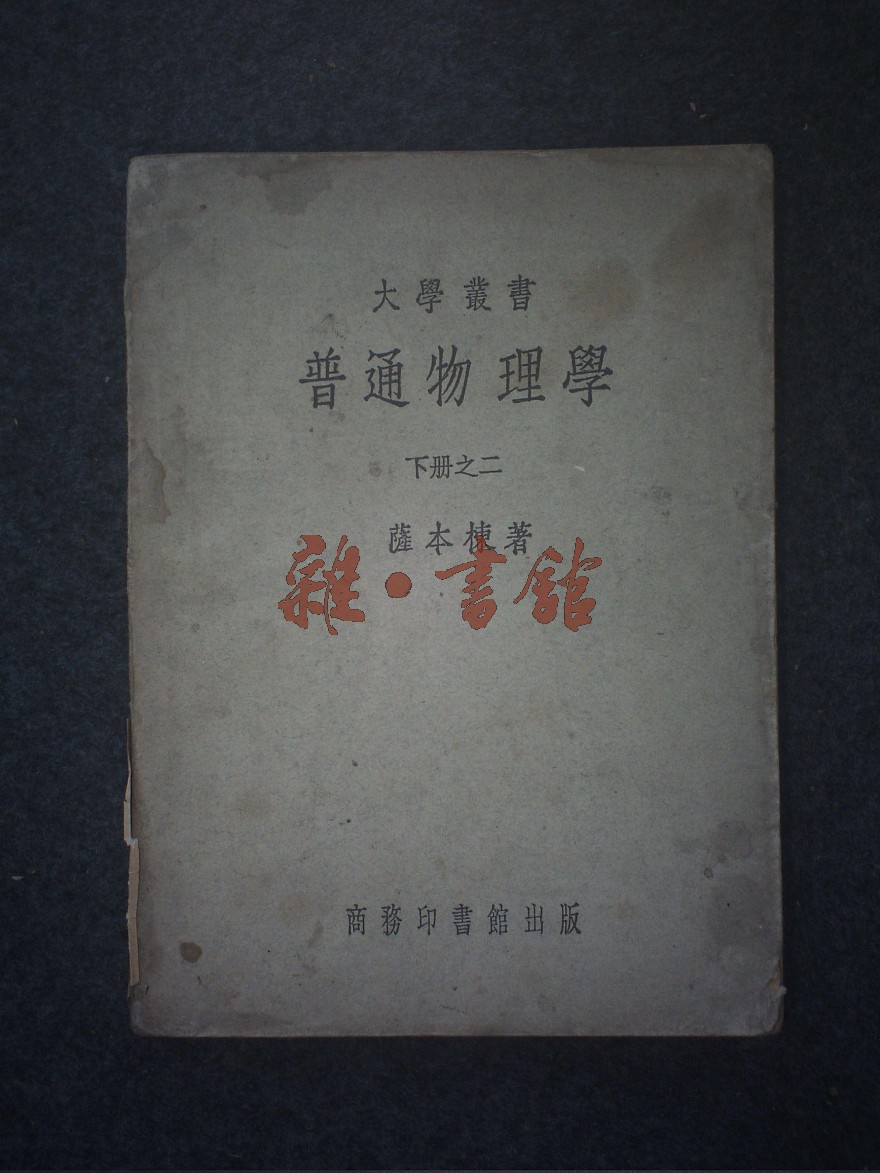 大學叢書
普通物理學
下册之二
薩本棟著
雜·書館
商務印書館出版